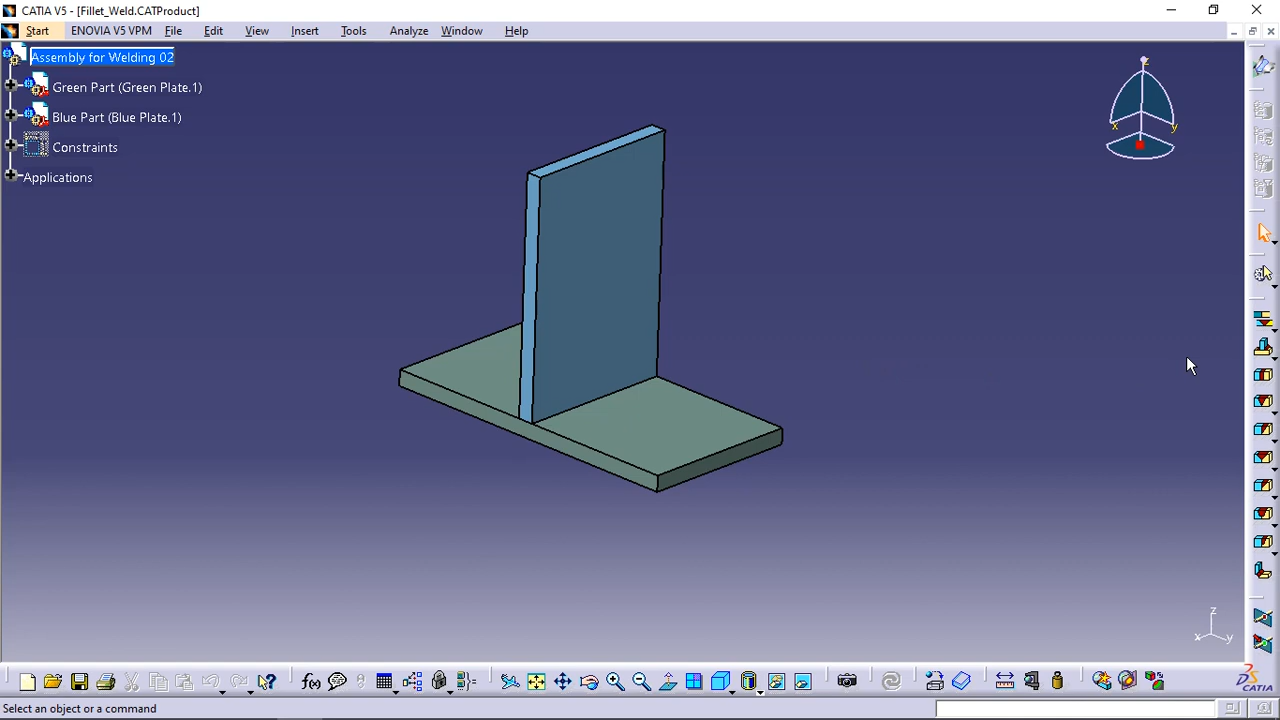 CATIA V5 - [Fillet_Weld.CATProduct]
Start ENOVIA V5 VPM File Edit View Insert Tools Analyze Window Help
Assembly for Welding 02
Green Part (Green Plate.1)
Blue Part (Blue Plate.1)
Constraints
Applications
z
x y
z
x y
f(x)
CATIA
Select an object or a command